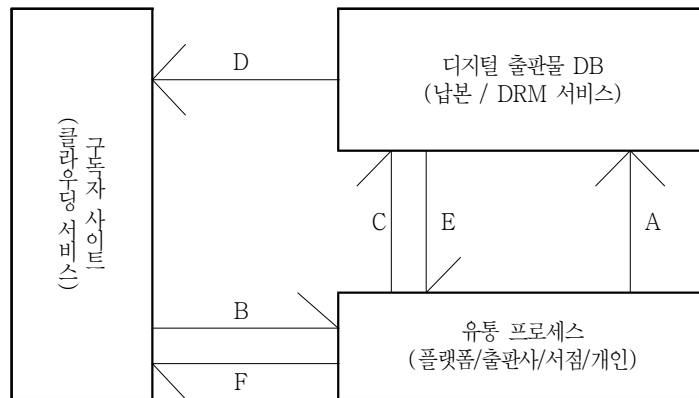 디지털 출판물 DB
(납본 / DRM 서비스)
D
구독자 사이트
(클라우딩 서비스)
C
E
A
B
유통 프로세스
(플랫폼/출판사/서점/개인)
F